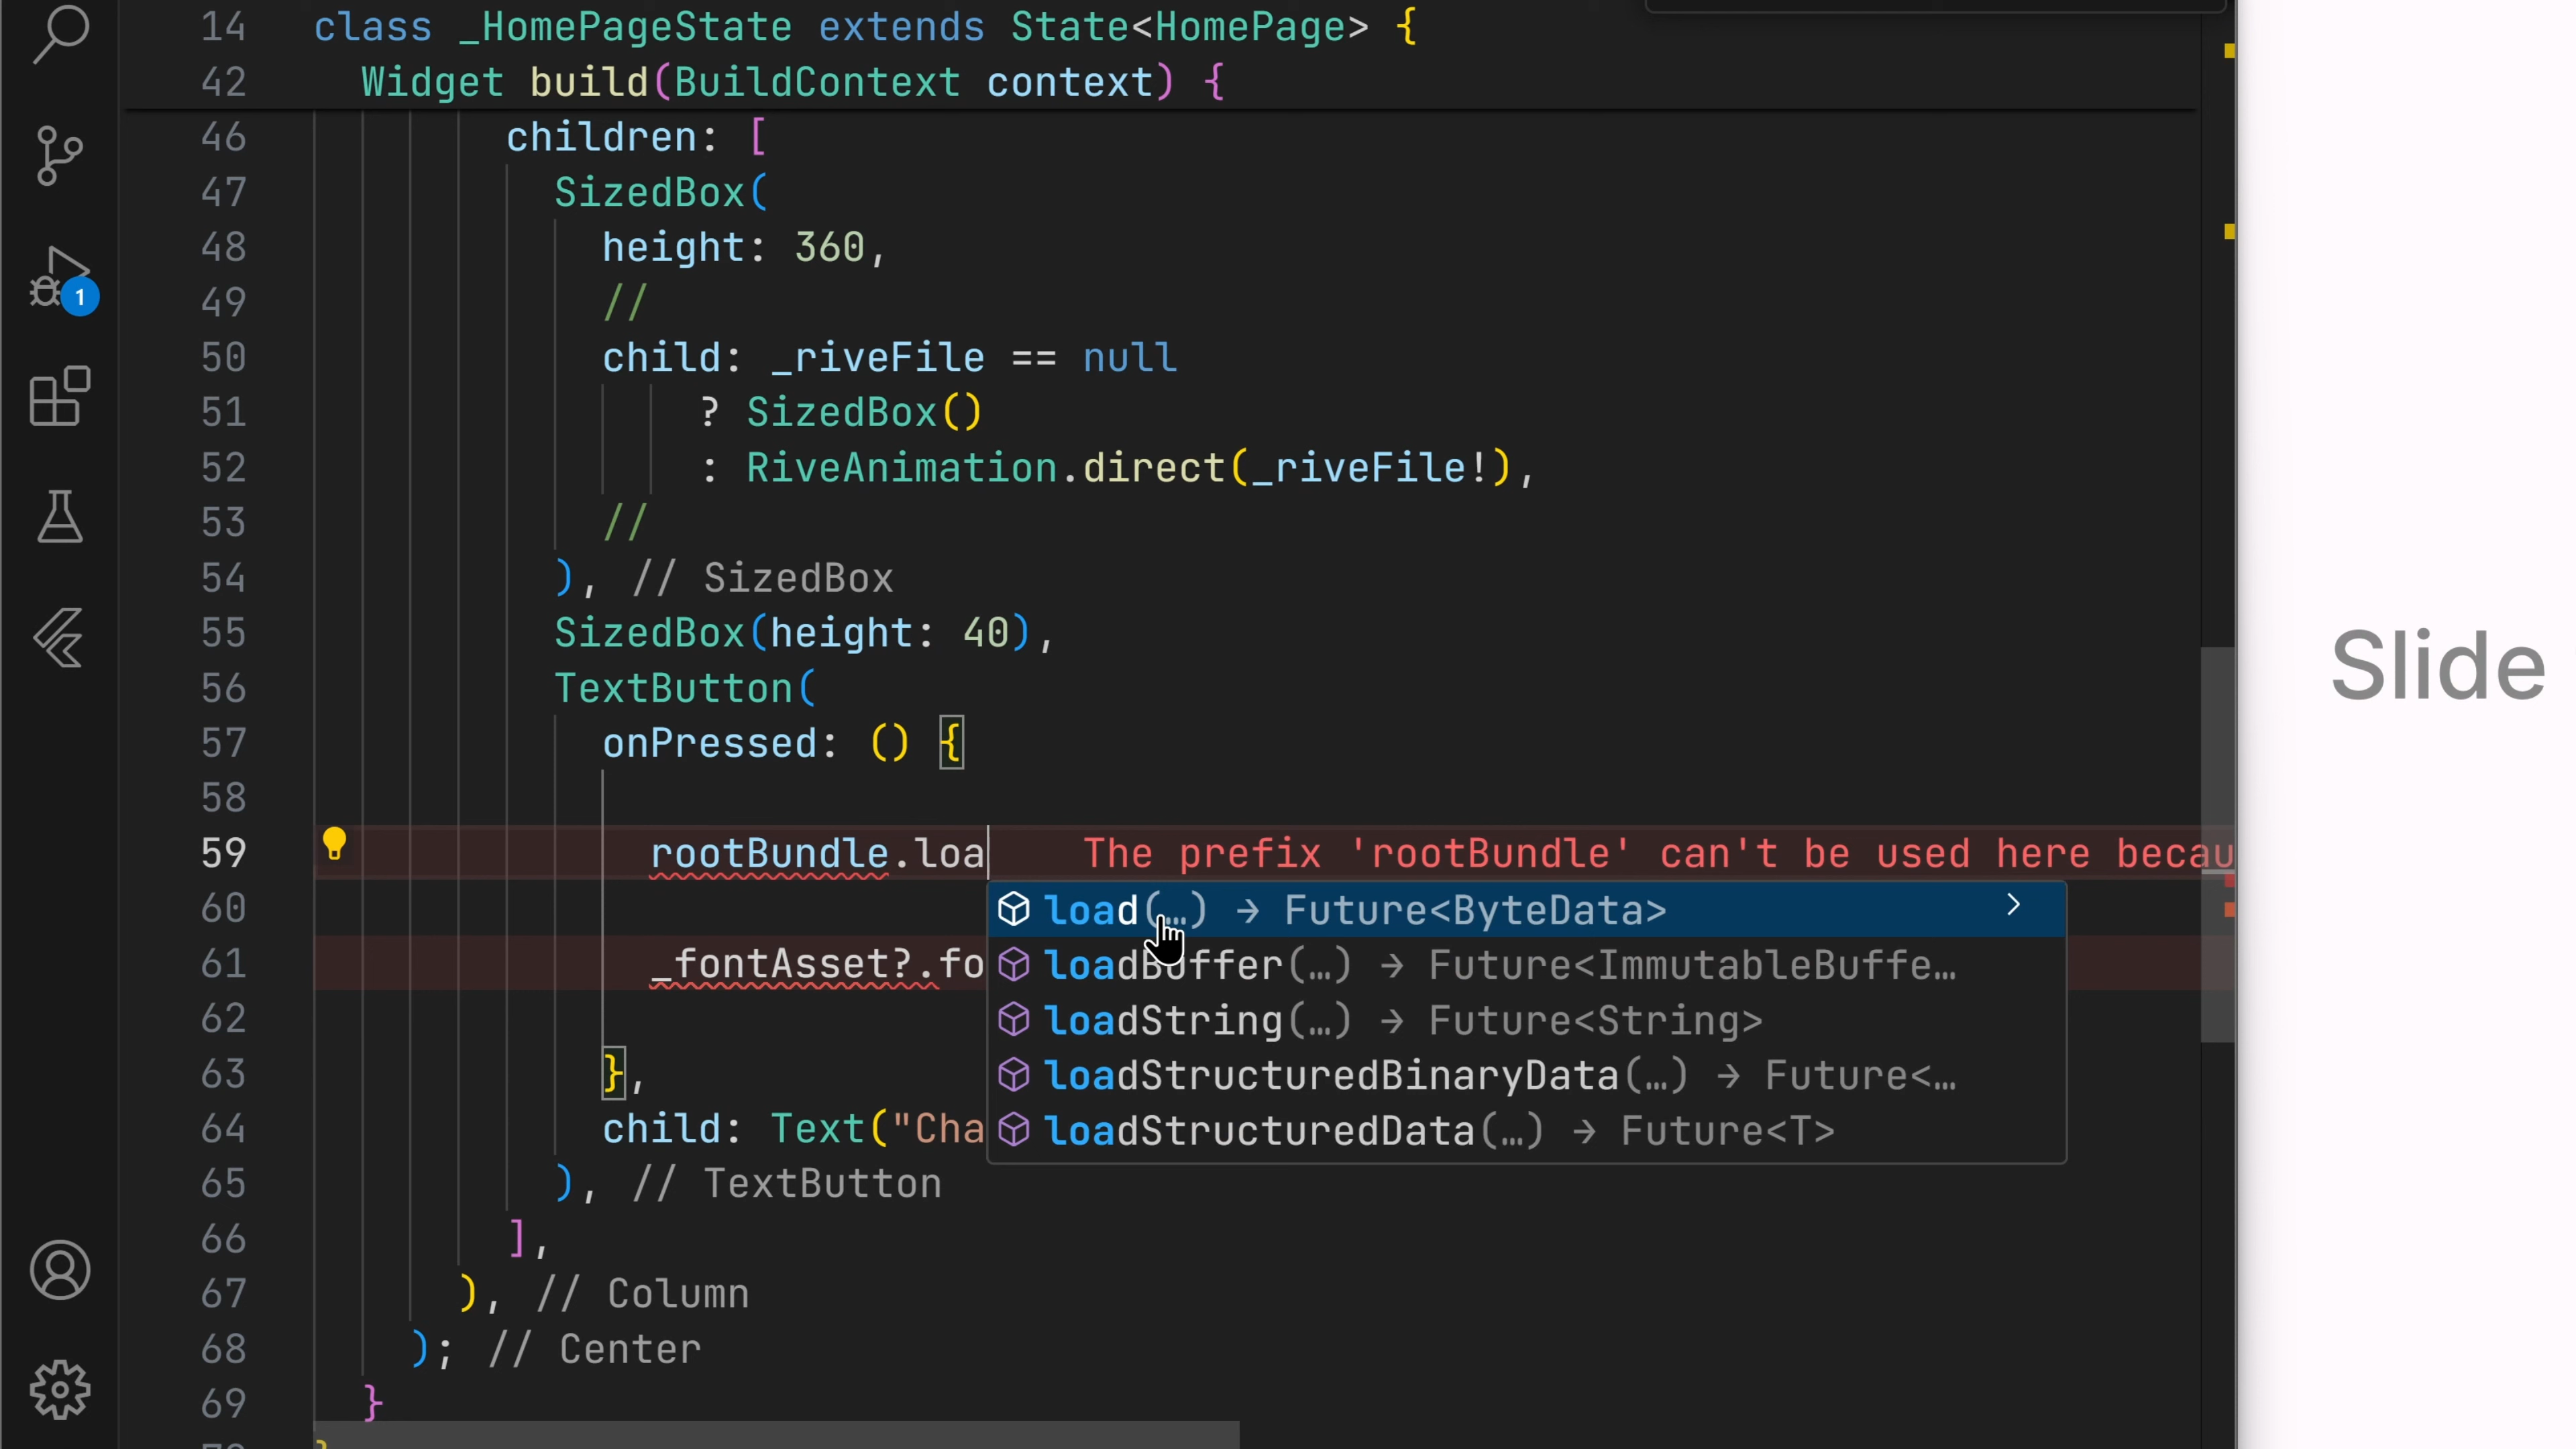 14 class _HomePageState extends State<HomePage> {
42 Widget build(BuildContext context) {
46 children: [
47 SizedBox(
48 height: 360,
49 //
50 child: _riveFile == null
51 ? SizedBox()
52 : RiveAnimation.direct(_riveFile!),
53 //
54 ), // SizedBox
55 SizedBox(height: 40),
56 TextButton(
57 onPressed: () {
58
59 rootBundle.loa The prefix 'rootBundle' can't be used here becau
60 load(…) → Future<ByteData>
61 _fontAsset?.fo loadBuffer(…) → Future<ImmutableBuffe…
62 loadString(…) → Future<String>
63 }, loadStructuredBinaryData(…) → Future<…
64 child: Text("Cha loadStructuredData(…) → Future<T>
65 ), // TextButton
66 ],
67 ), // Column
68 ); // Center
69 }
1
Slide